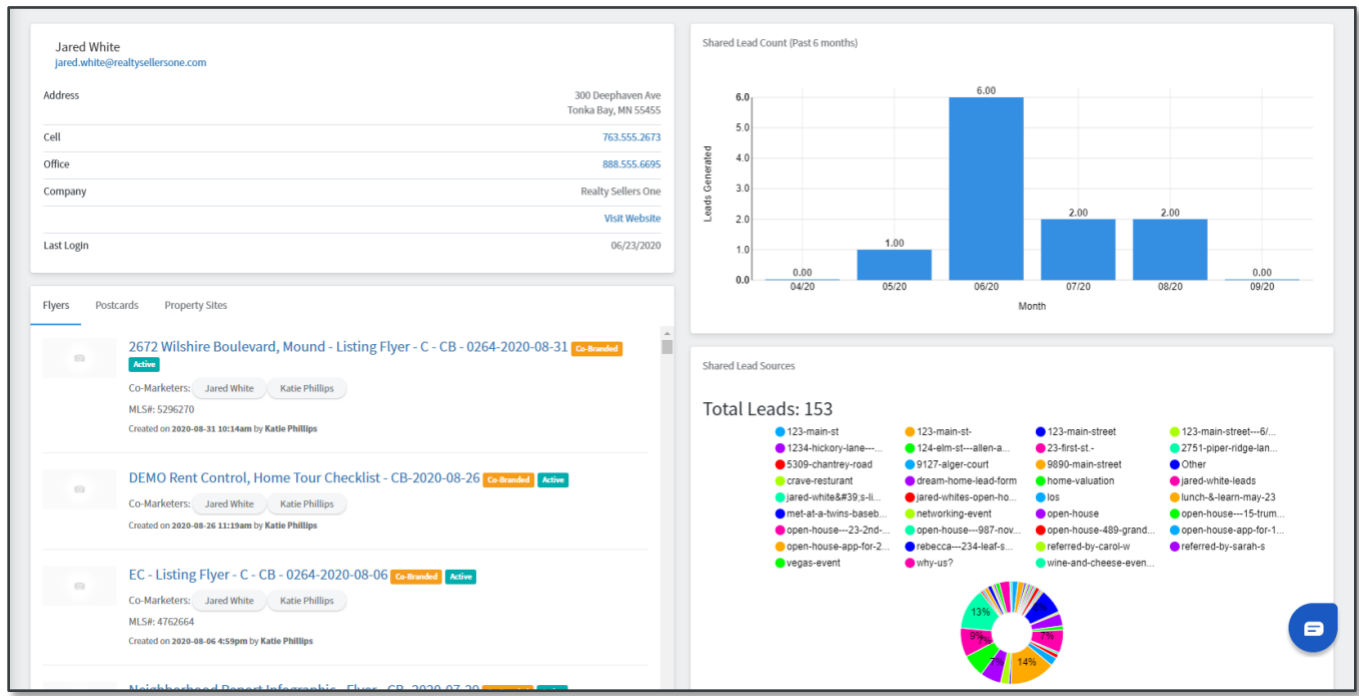 Jared White
jared.white@realtysellersone.com
Address
300 Deephaven Ave
Tonka Bay, MN 55455
Cell
763.555.2673
Office
888.555.6695
Company
Realty Sellers One
Visit Website
Last Login
06/23/2020
Flyers Postcards Property Sites
2672 Wilshire Boulevard, Mound - Listing Flyer - C - CB - 0264-2020-08-31 Co-Branded
Active
Co-Marketers: Jared White Katie Phillips
MLS#: 5296270
Created on 2020-08-31 10:14am by Katie Phillips
DEMO Rent Control, Home Tour Checklist - CB-2020-08-26 Co-Branded Active
Co-Marketers: Jared White Katie Phillips
Created on 2020-08-26 11:19am by Katie Phillips
EC - Listing Flyer - C - CB - 0264-2020-08-06 Co-Branded Active
Co-Marketers: Jared White Katie Phillips
MLS#: 4762664
Created on 2020-08-06 4:59pm by Katie Phillips
Neighborhood Report Infographic - Flyer - CB-2020-07-29
Shared Lead Count (Past 6 months)
Leads Generated
6.0
5.0
4.0
3.0
2.0
1.0
0.0
0.00 1.00 6.00 2.00 2.00 0.00
04/20 05/20 06/20 07/20 08/20 09/20
Month
Shared Lead Sources
Total Leads: 153
123-main-st 123-main-st- 123-main-street 123-main-street---6/...
1234-hickory-lane---... 124-elm-st---allen-a... 23-first-st.- 2751-piper-ridge-lan...
5309-chantrey-road 9127-alger-court 9890-main-street Other
crave-resturant dream-home-lead-form home-valuation jared-white-leads
jared-white&#39;s-li... jared-whites-open-ho... los lunch-&-learn-may-23
met-at-a-twins-baseb... networking-event open-house open-house---15-trum...
open-house---23-2nd-... open-house---987-nov... open-house-489-grand... open-house-app-for-1...
open-house-app-for-2... rebecca---234-leaf-s... referred-by-carol-w referred-by-sarah-s
vegas-event why-us? wine-and-cheese-even...
13%
9%
7%
7%
14%
7%